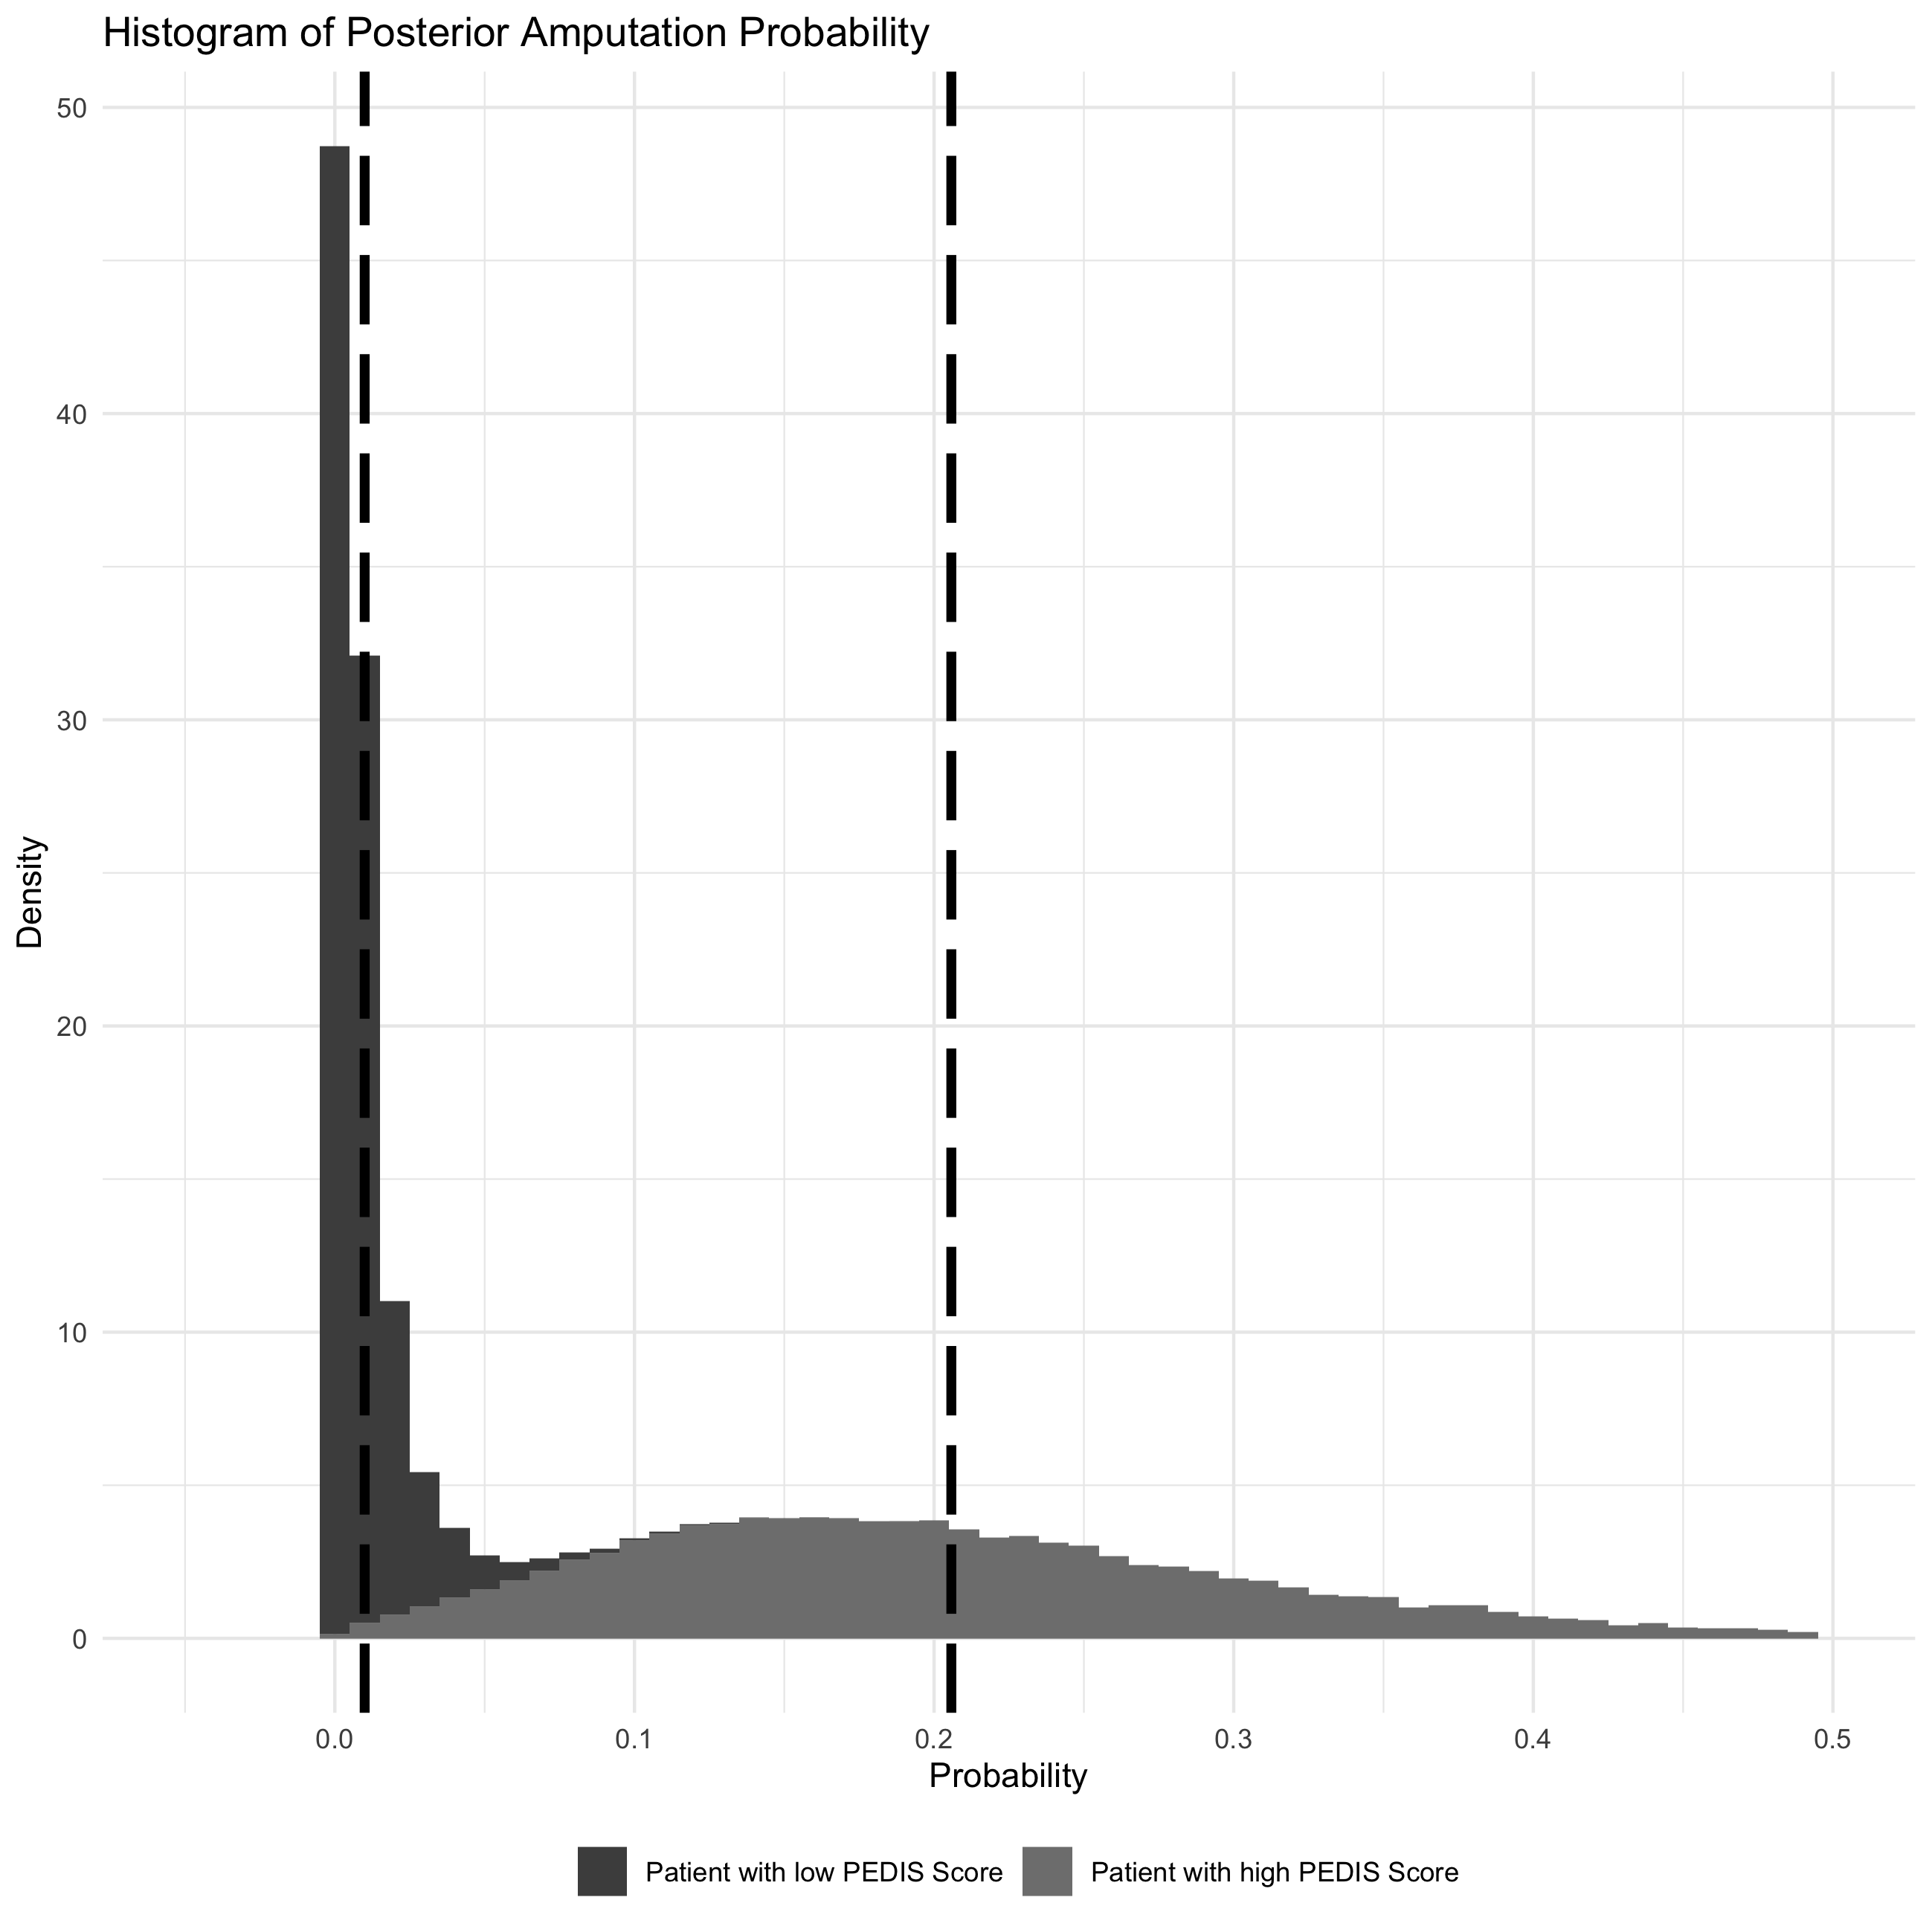 Histogram of Posterior Amputation Probability
50
40
30
20
10
0
Density
0.0 0.1 0.2 0.3 0.4 0.5
Probability
Patient with low PEDIS Score Patient with high PEDIS Score